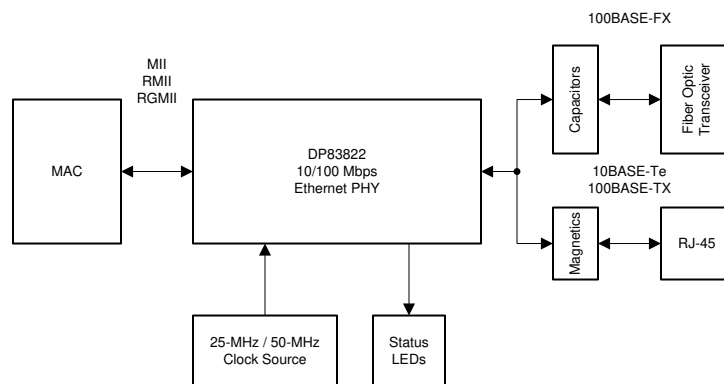 100BASE-FX
MII
RMII
RGMII
Capacitors
Fiber Optic
Transceiver
MAC
DP83822
10/100 Mbps
Ethernet PHY
10BASE-Te
100BASE-TX
Magnetics
RJ-45
25-MHz / 50-MHz
Clock Source
Status
LEDs